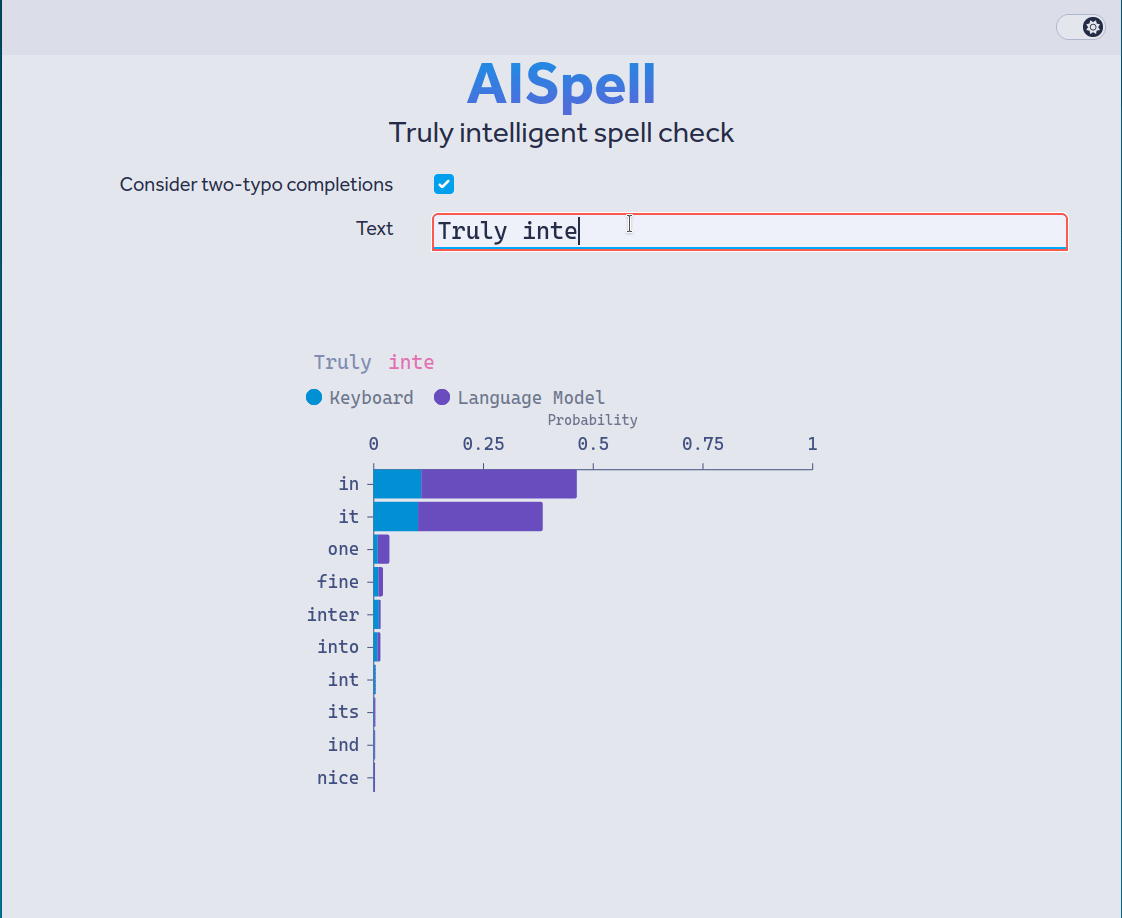 AISpell
Truly intelligent spell check
Consider two-typo completions
Text
Truly inte
Truly inte
Keyboard Language Model
Probability
0 0.25 0.5 0.75 1
in
it
one
fine
inter
into
int
its
ind
nice